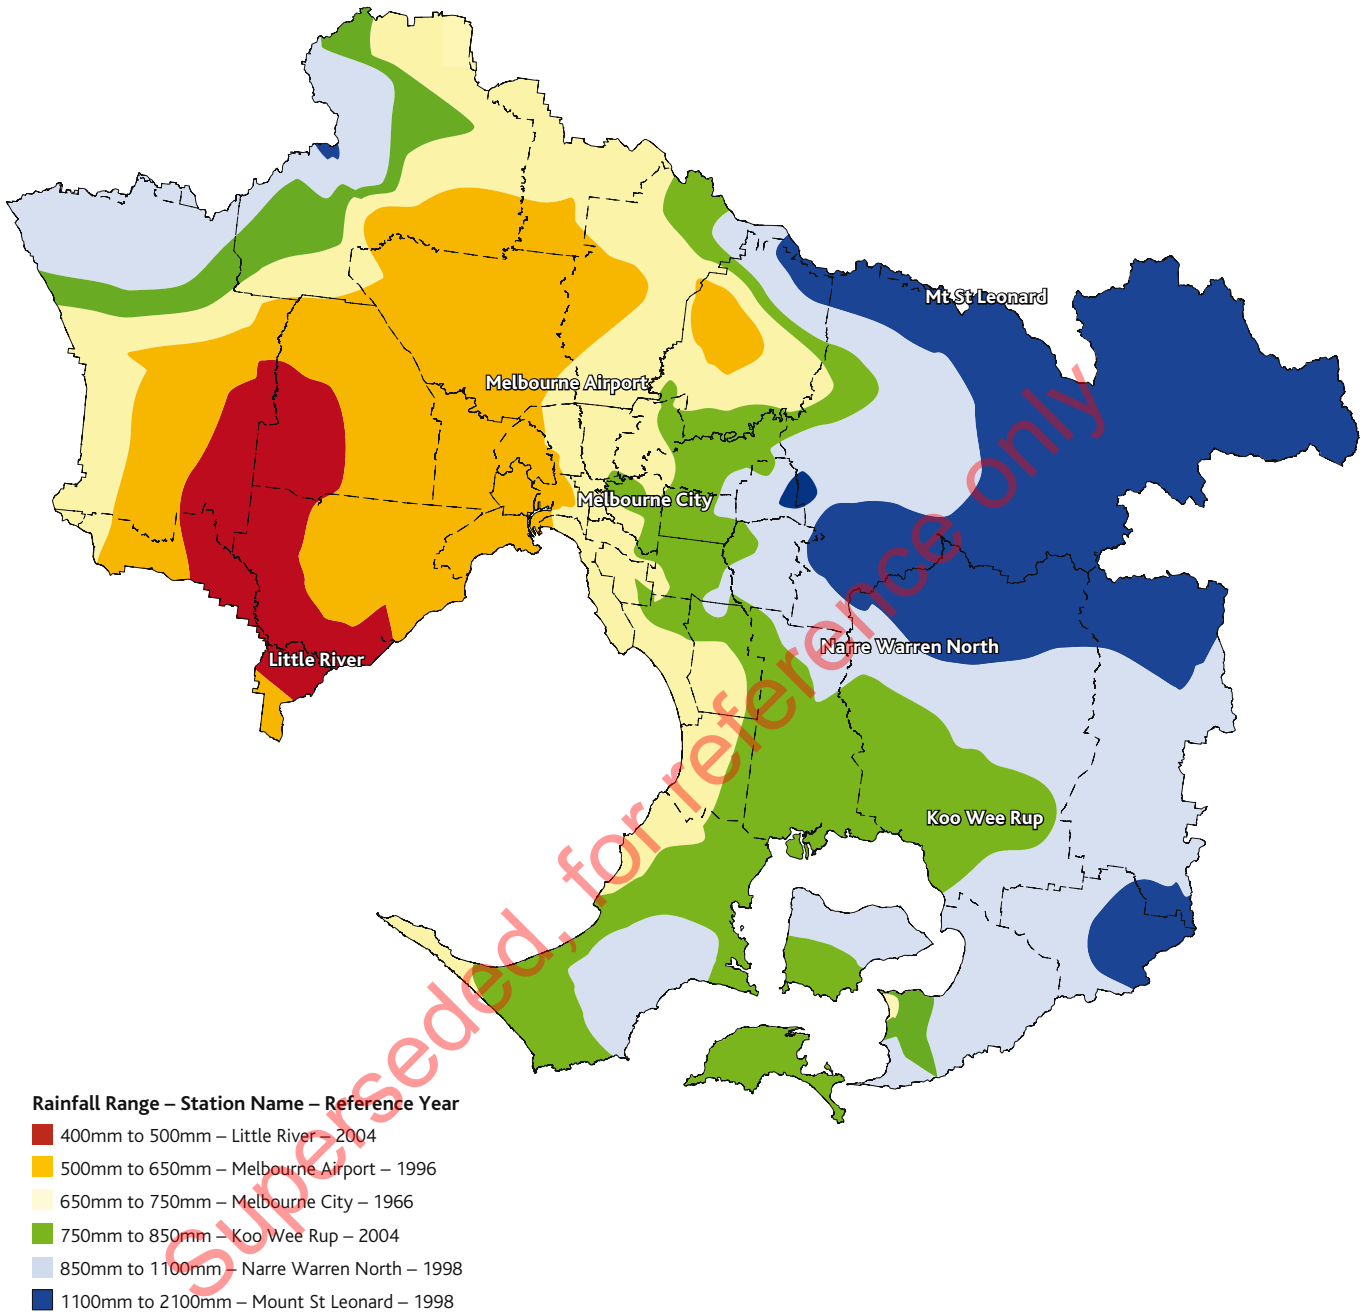 Mt St Leonard
Melbourne Airport
Melbourne City
Narre Warren North
Little River
Koo Wee Rup
Superseded, for reference only
Rainfall Range – Station Name – Reference Year
400mm to 500mm – Little River – 2004
500mm to 650mm – Melbourne Airport – 1996
650mm to 750mm – Melbourne City – 1966
750mm to 850mm – Koo Wee Rup – 2004
850mm to 1100mm – Narre Warren North – 1998
1100mm to 2100mm – Mount St Leonard – 1998